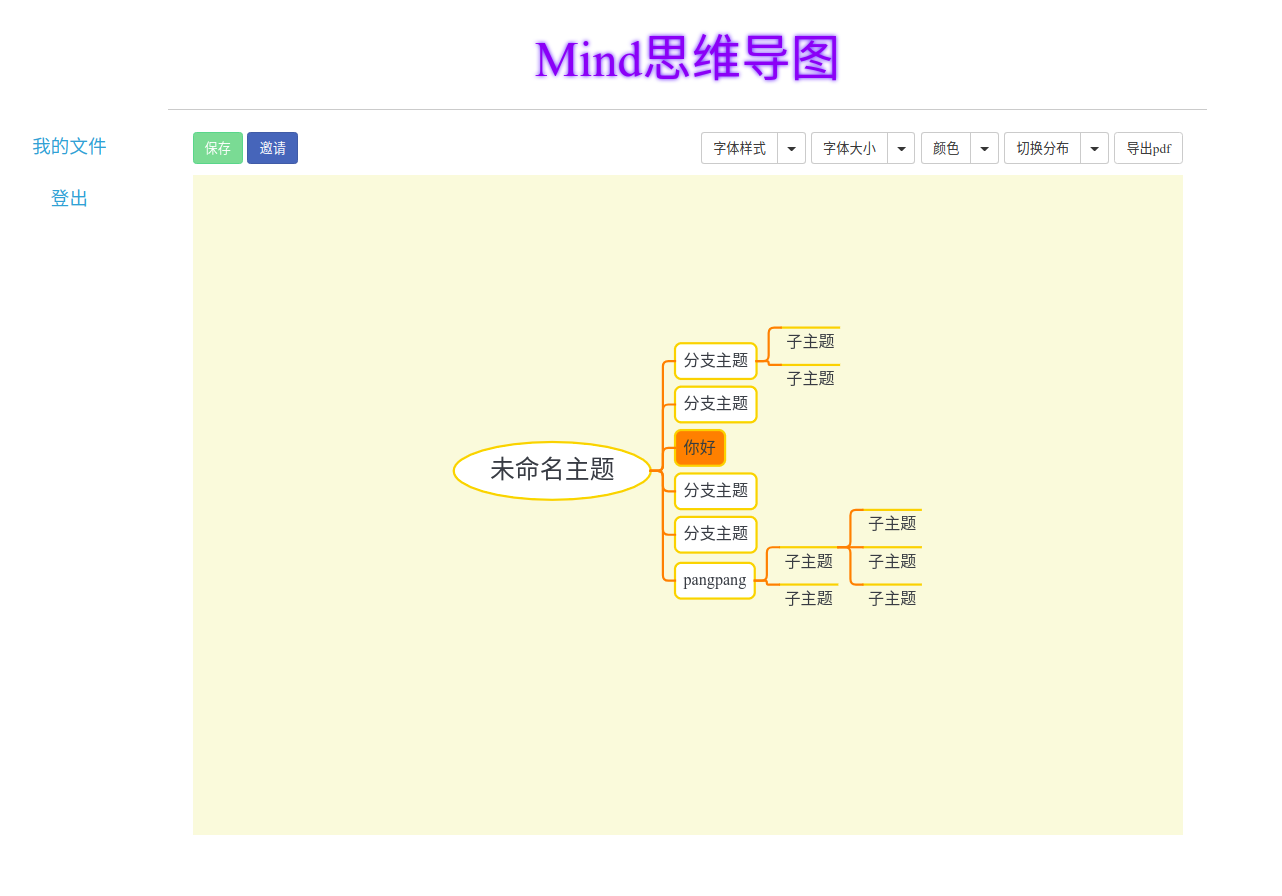 Mind思维导图
我的文件
登出
保存 邀请 字体样式 字体大小 颜色 切换分布 导出pdf
未命名主题
分支主题
子主题
子主题
分支主题
你好
分支主题
分支主题
pangpang
子主题
子主题
子主题
子主题
子主题